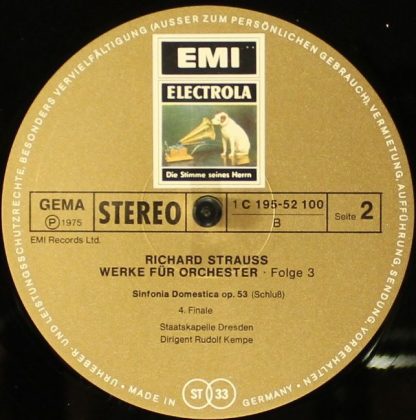 EMI
ELECTROLA
Die Stimme seines Herrn
GEMA
Ⓟ 1975
STEREO
1 C 195-52 100
B
Seite 2
EMI Records Ltd.
RICHARD STRAUSS
WERKE FÜR ORCHESTER · Folge 3
Sinfonia Domestica op. 53 (Schluß)
4. Finale
Staatskapelle Dresden
Dirigent Rudolf Kempe
ST 33
MADE IN GERMANY · URHEBER- UND LEISTUNGSSCHUTZRECHTE, BESONDERS VERVIELFÄLTIGUNG (AUSSER ZUM PERSÖNLICHEN GEBRAUCH), VERMIETUNG, AUFFÜHRUNG SENDUNG VORBEHALTEN ·